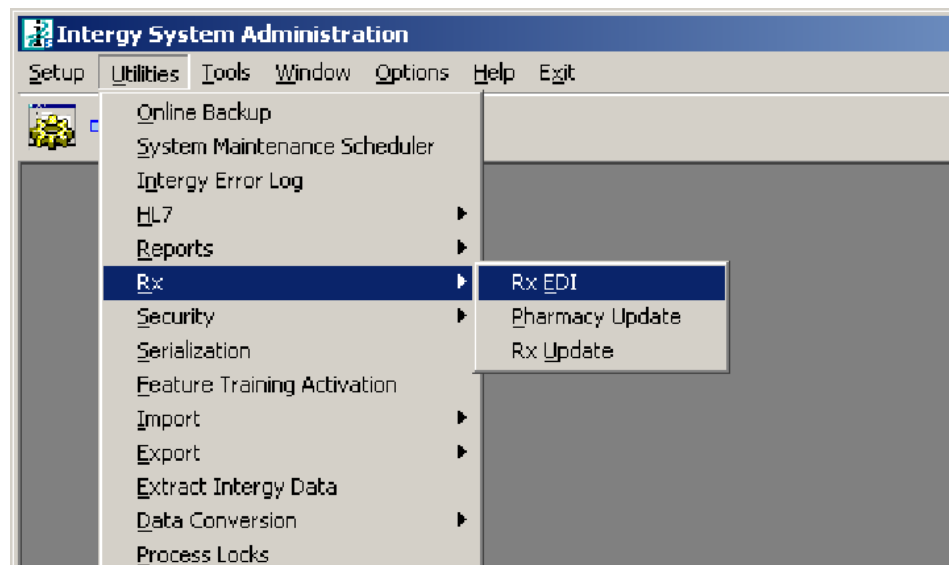 Intergy System Administration
Setup Utilities Tools Window Options Help Exit
Online Backup
System Maintenance Scheduler
Intergy Error Log
HL7
Reports
Rx
Rx EDI
Security
Pharmacy Update
Serialization
Rx Update
Feature Training Activation
Import
Export
Extract Intergy Data
Data Conversion
Process Locks